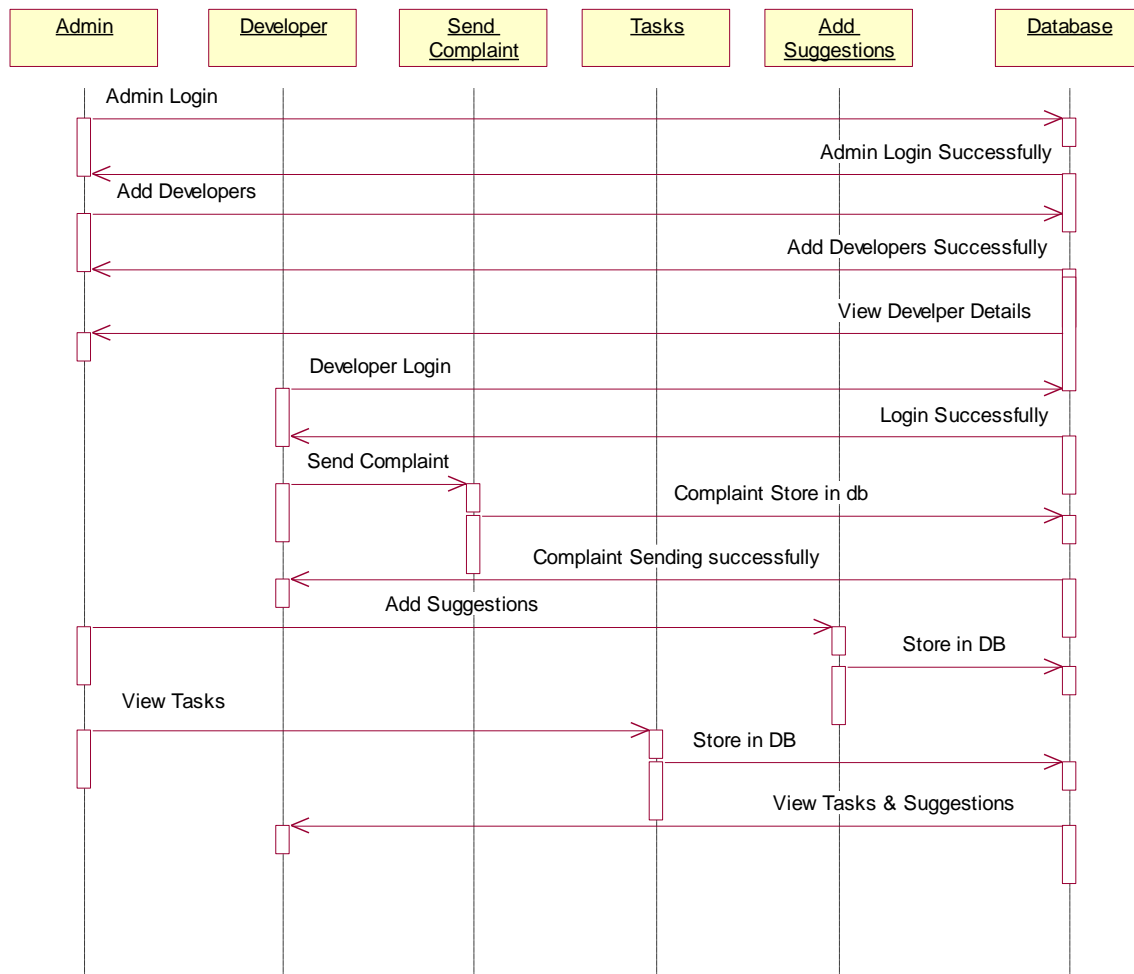 Admin
Developer
Send
Complaint
Tasks
Add
Suggestions
Database
Admin Login
Admin Login Successfully
Add Developers
Add Developers Successfully
View Develper Details
Developer Login
Login Successfully
Send Complaint
Complaint Store in db
Complaint Sending successfully
Add Suggestions
Store in DB
View Tasks
Store in DB
View Tasks & Suggestions